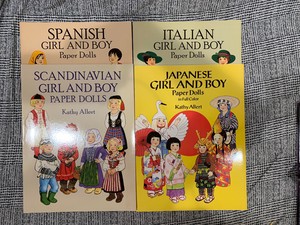 SPANISH
GIRL AND BOY
Paper Dolls
ITALIAN
GIRL AND BOY
Paper Dolls
SCANDINAVIAN
GIRL AND BOY
PAPER DOLLS
Kathy Allert
JAPANESE
GIRL AND BOY
Paper Dolls
in Full Color
Kathy Allert